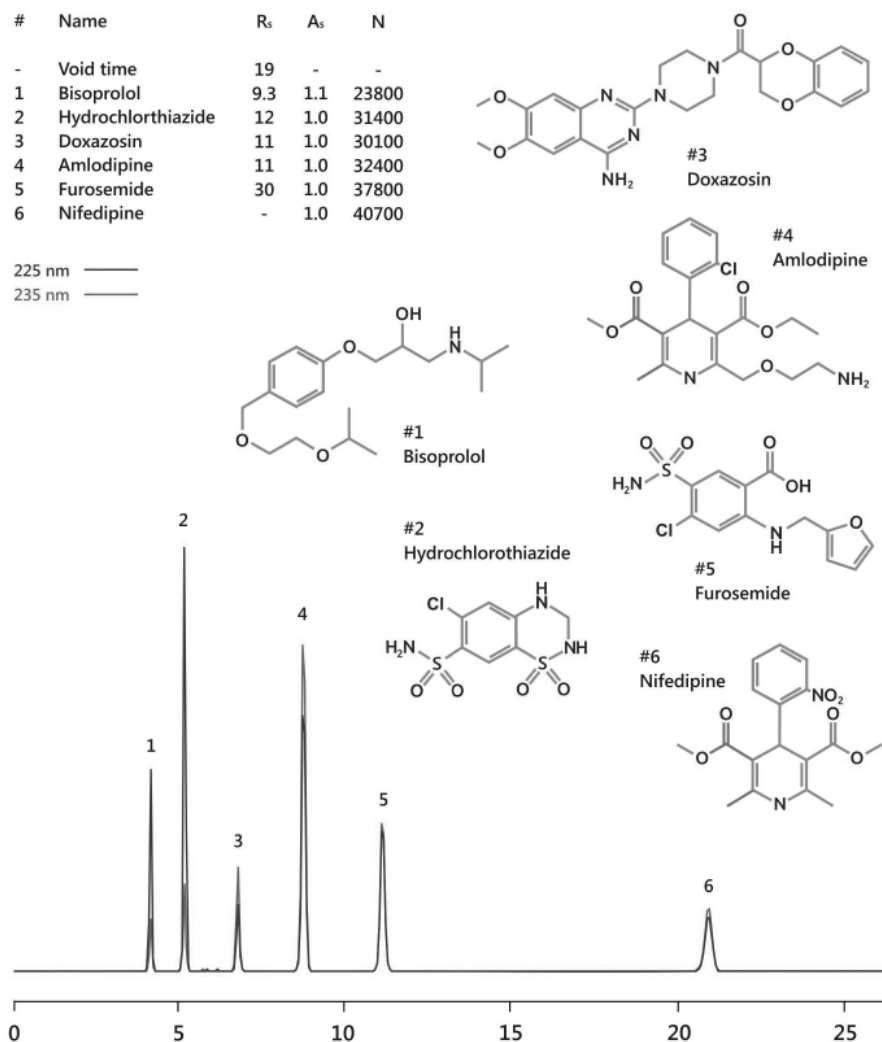 # Name Rs As N
- Void time 19 - -
1 Bisoprolol 9.3 1.1 23800
2 Hydrochlorthiazide 12 1.0 31400
3 Doxazosin 11 1.0 30100
4 Amlodipine 11 1.0 32400
5 Furosemide 30 1.0 37800
6 Nifedipine - 1.0 40700
225 nm
235 nm
O
O
O
N
N
N
N
O
O
NH₂
#3
Doxazosin
#4
Amlodipine
Cl
O
O
O
O
N
O
NH₂
OH
O
H
N
O
O
#1
Bisoprolol
O
O
S
H₂N
O
OH
Cl
N
H
O
#5
Furosemide
#2
Hydrochlorothiazide
Cl
H
N
H₂N
S
O
O
NH
S
O
O
#6
Nifedipine
NO₂
O
O
O
O
N
1
2
3
4
5
6
0 5 10 15 20 25